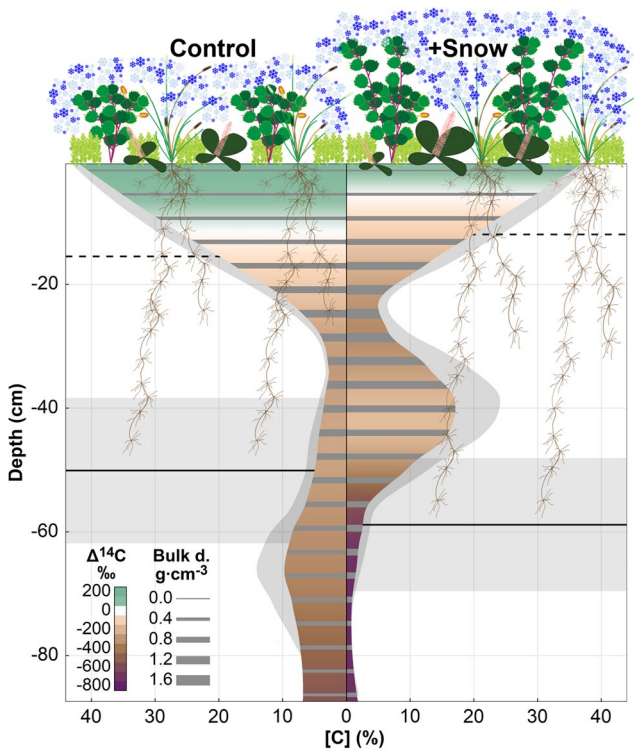 Control
+Snow
-20
-40
-60
-80
Depth (cm)
Δ¹⁴C
‰
200
0
-200
-400
-600
-800
Bulk d.
g·cm⁻³
0.0
0.4
0.8
1.2
1.6
40 30 20 10 0 10 20 30 40
[C] (%)